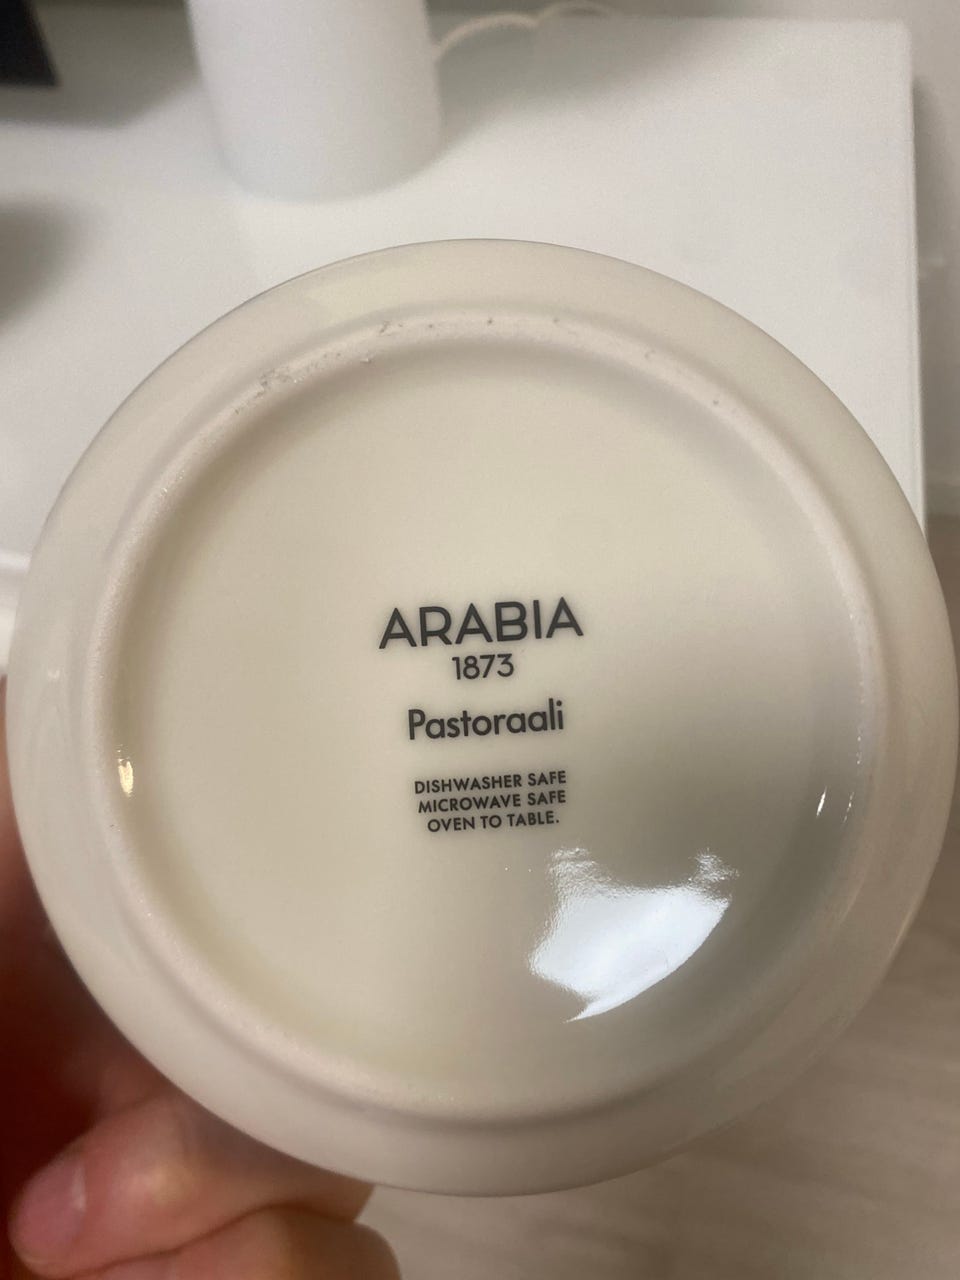 ARABIA
1873
Pastoraali
DISHWASHER SAFE
MICROWAVE SAFE
OVEN TO TABLE.